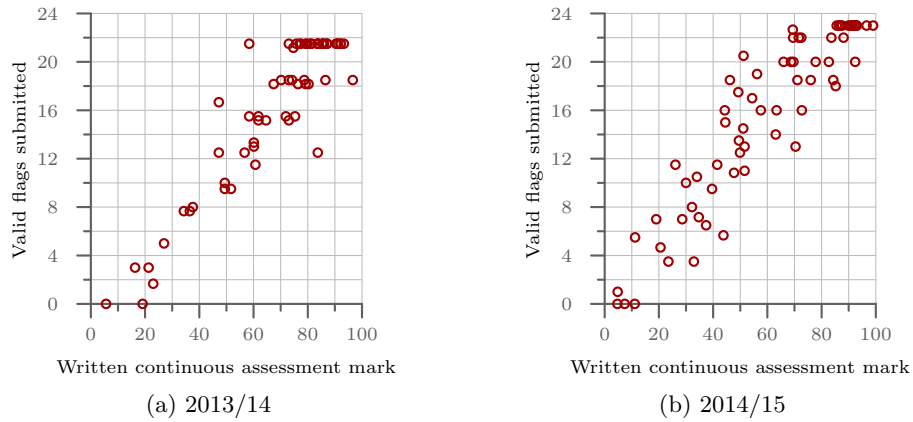 24
20
16
12
8
4
0
Valid flags submitted
0 20 40 60 80 100
Written continuous assessment mark
(a) 2013/14
24
20
16
12
8
4
0
Valid flags submitted
0 20 40 60 80 100
Written continuous assessment mark
(b) 2014/15